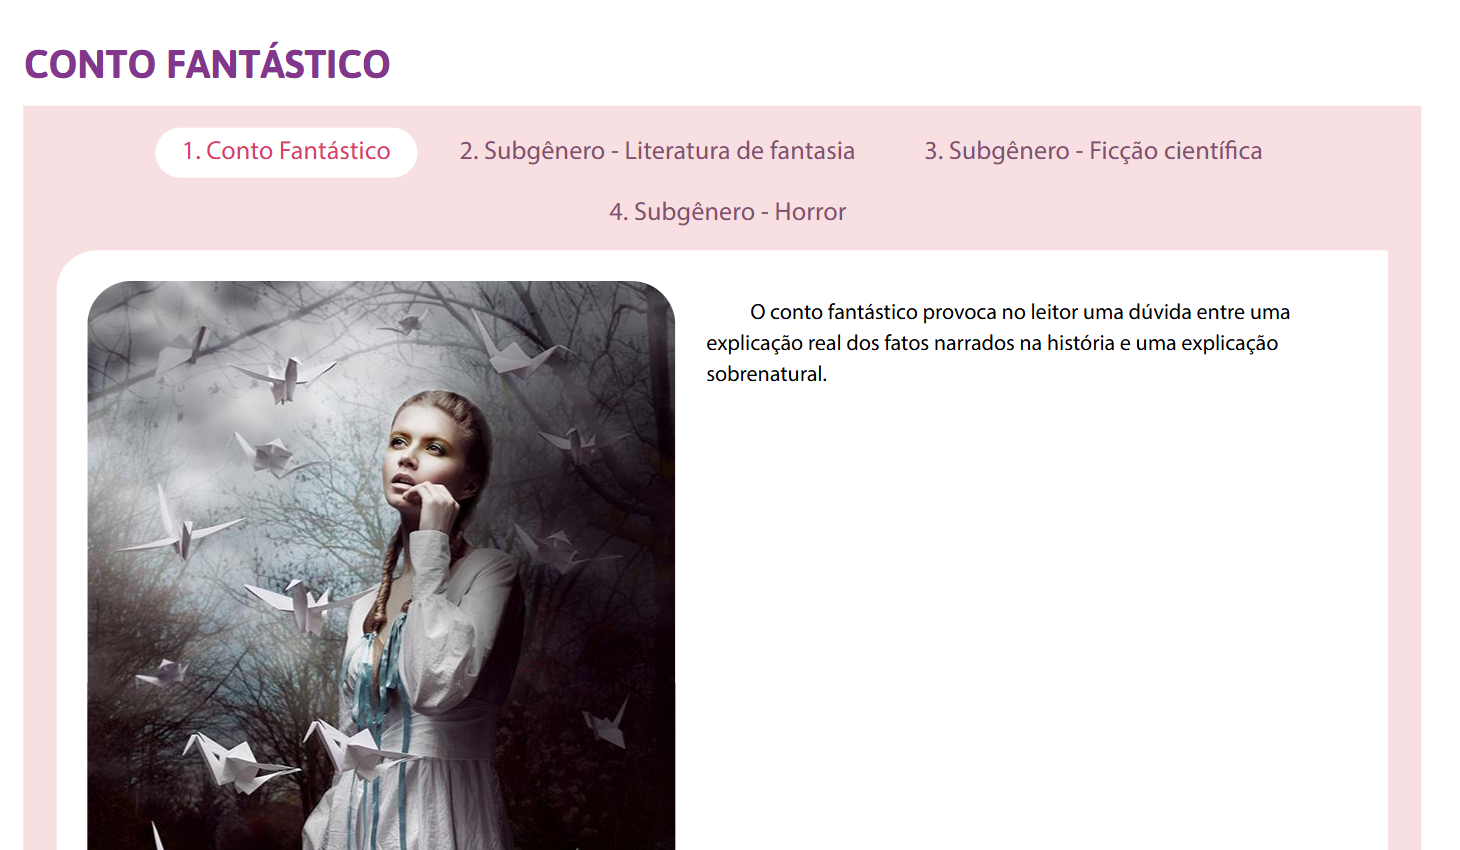 CONTO FANTÁSTICO
1. Conto Fantástico
2. Subgênero - Literatura de fantasia
3. Subgênero - Ficção científica
4. Subgênero - Horror
O conto fantástico provoca no leitor uma dúvida entre uma
explicação real dos fatos narrados na história e uma explicação
sobrenatural.